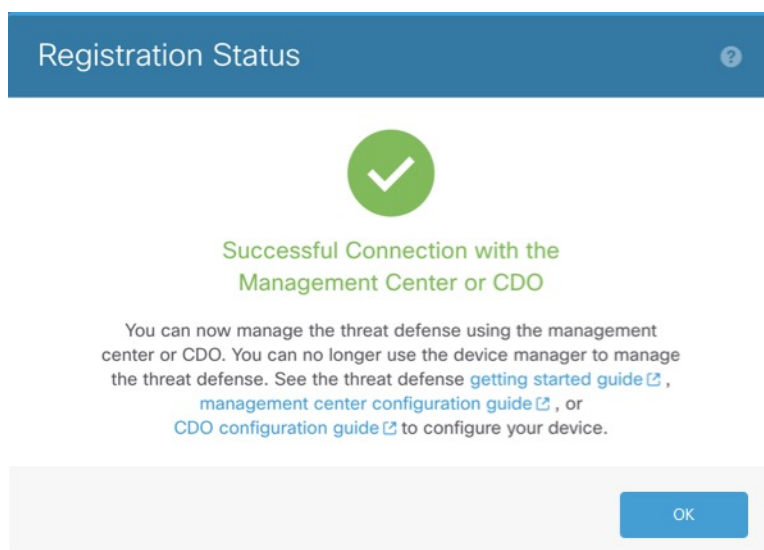 Registration Status
?
Successful Connection with the
Management Center or CDO
You can now manage the threat defense using the management
center or CDO. You can no longer use the device manager to manage
the threat defense. See the threat defense getting started guide ,
management center configuration guide , or
CDO configuration guide to configure your device.
OK